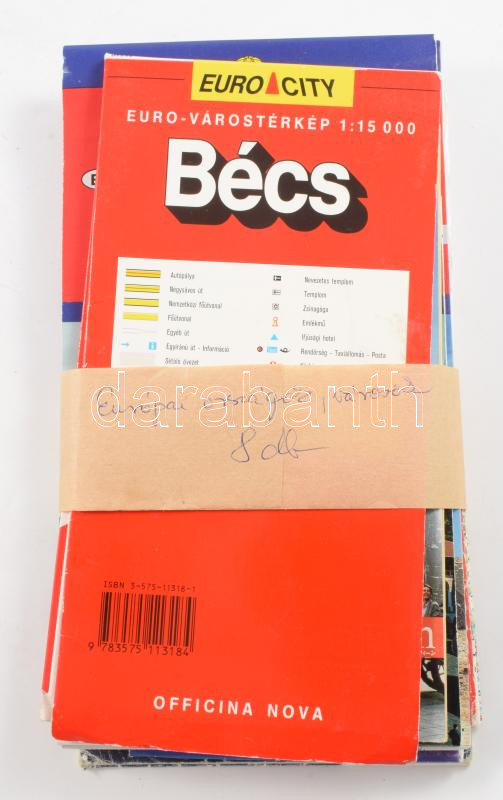 EURO CITY
EURO-VÁROSTÉRKÉP 1:15 000
Bécs
Autópálya
Négysávos út
Nemzetközi főútvonal
Főútvonal
Egyéb út
Egyirányú út - Információ
Sétáló övezet
Nevezetes templom
Templom
Zsinagóga
Emlékmű
Ifjúsági hotel
Rendőrség - Taxiállomás - Posta
darabanth
Európai országok, városok
8 db
ISBN 3-575-11318-1
9 783575 113184
OFFICINA NOVA